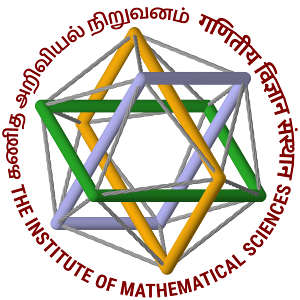 கணித அறிவியல் நிறுவனம்
गणितीय विज्ञान संस्थान
THE INSTITUTE OF MATHEMATICAL SCIENCES